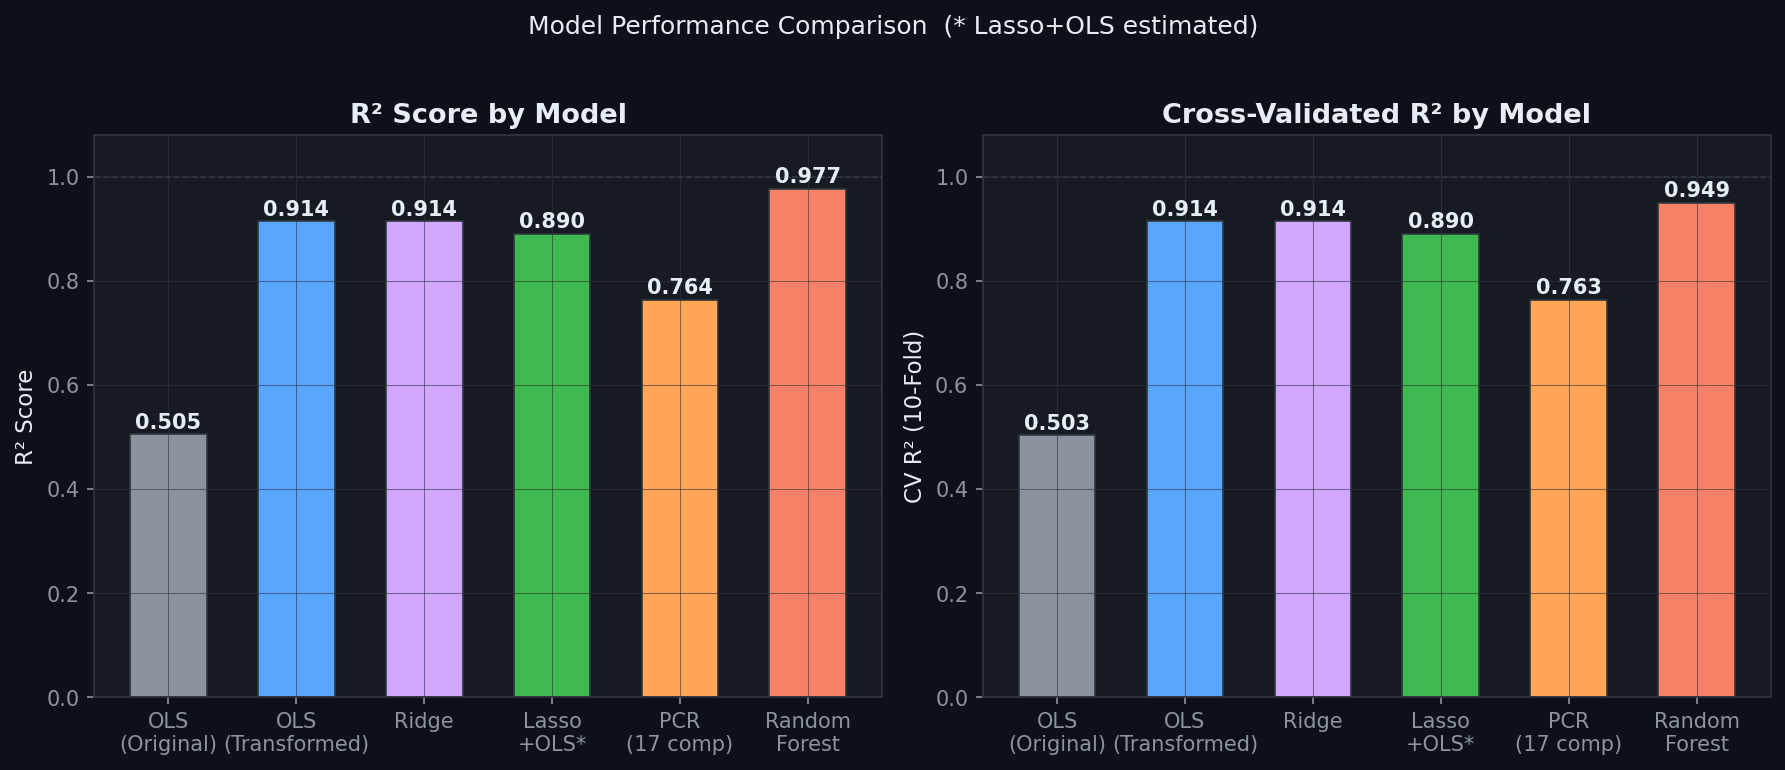 Model Performance Comparison  (* Lasso+OLS estimated)
R² Score by Model
R² Score
1.0
0.8
0.6
0.4
0.2
0.0
0.505
0.914
0.914
0.890
0.764
0.977
OLS
(Original)
OLS
(Transformed)
Ridge
Lasso
+OLS*
PCR
(17 comp)
Random
Forest
Cross-Validated R² by Model
CV R² (10-Fold)
1.0
0.8
0.6
0.4
0.2
0.0
0.503
0.914
0.914
0.890
0.763
0.949
OLS
(Original)
OLS
(Transformed)
Ridge
Lasso
+OLS*
PCR
(17 comp)
Random
Forest